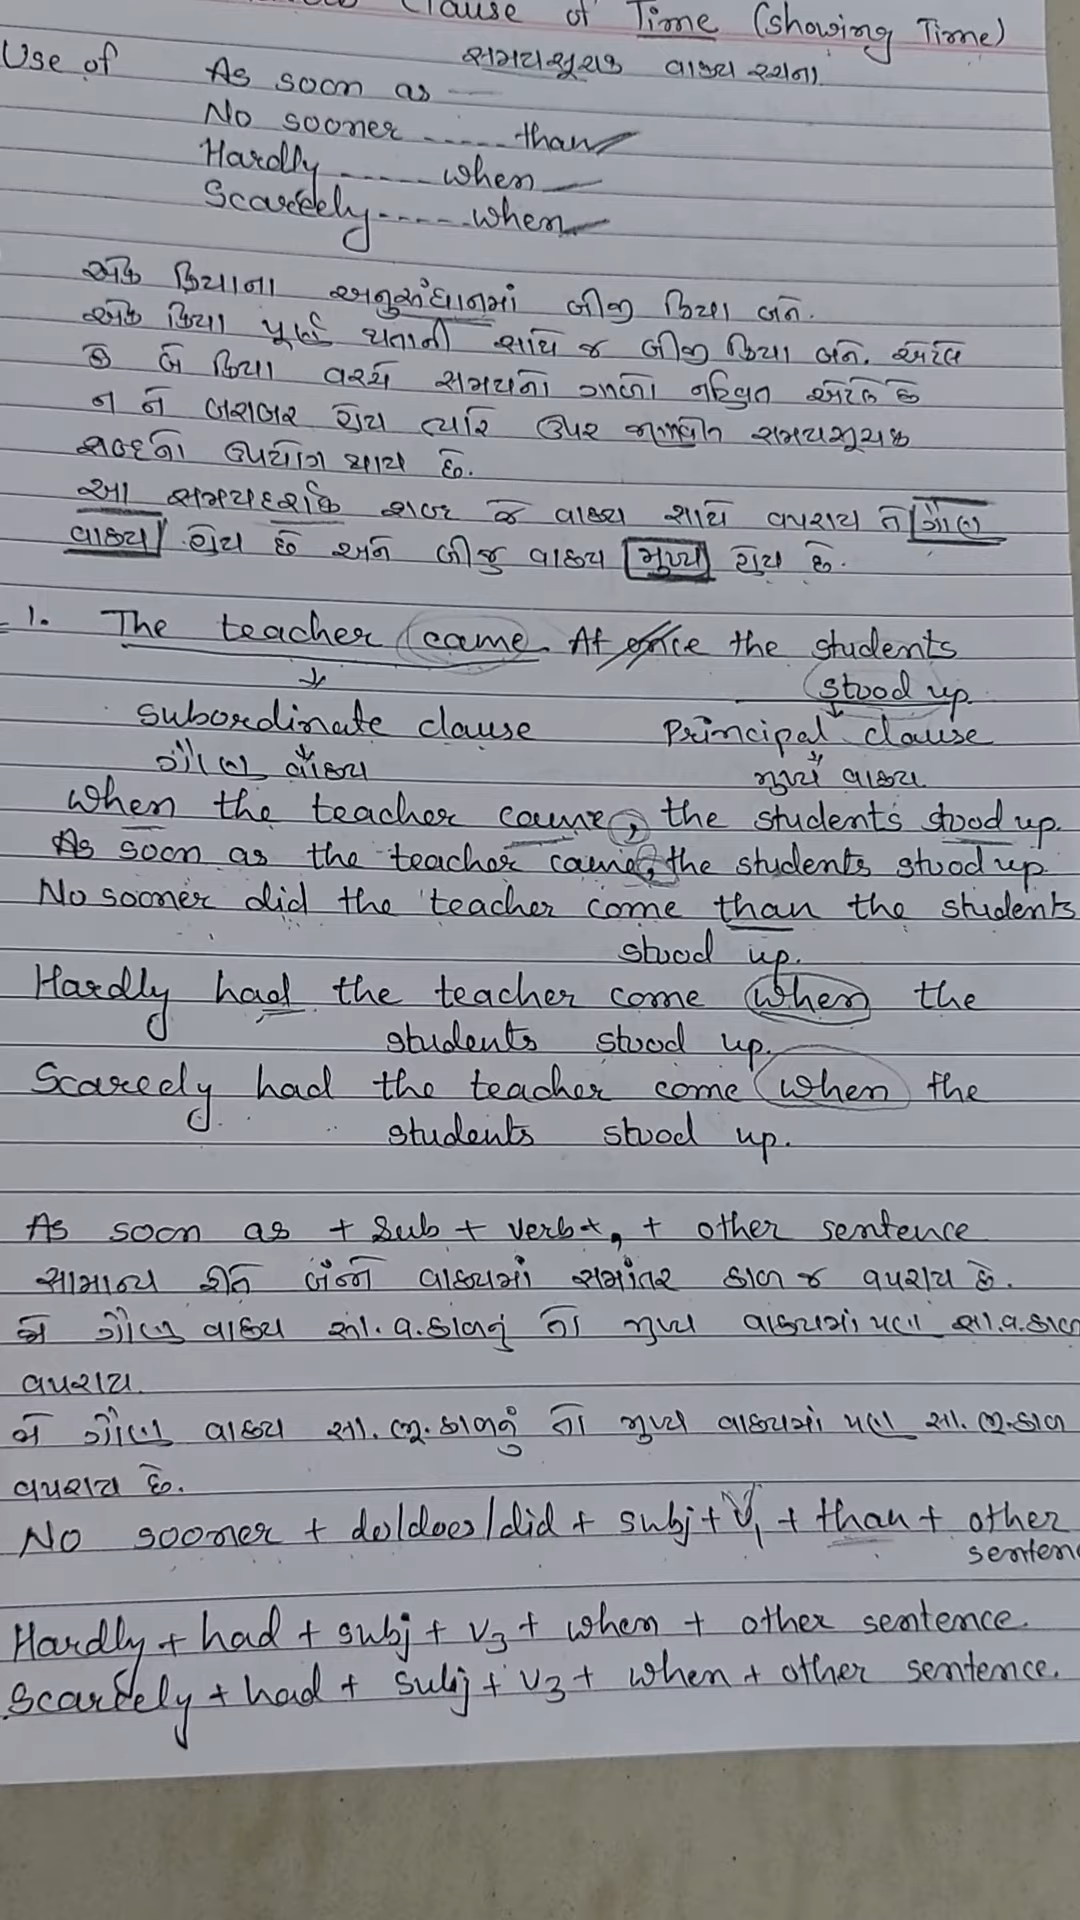 Clause of Time (showing Time)
સમયસૂચક વાક્ય રચના
Use of As soon as —
No sooner ..... than
Hardly ..... when
Scarcely ..... when
એક ક્રિયાના અનુસંધાનમાં બીજી ક્રિયા બને.
એક ક્રિયા પૂર્ણ થતાની સાથે જ બીજી ક્રિયા બને. એટલે
કે બે ક્રિયા વચ્ચે સમયનો ગાળો નહિવત એટલે કે
ન ને બરાબર હોય ત્યારે ઉપર મુજબના સમયસૂચક
શબ્દનો ઉપયોગ થાય છે.
આ સમયદર્શક શબ્દ જે વાક્ય સાથે વપરાય તે ગૌણ
વાક્ય હોય છે અને બીજુ વાક્ય મુખ્ય હોય છે.
1. The teacher came. At once the students
stood up.
subordinate clause Principal clause
ગૌણ વાક્ય મુખ્ય વાક્ય
when the teacher came, the students stood up.
As soon as the teacher came, the students stood up.
No sooner did the teacher come than the students
stood up.
Hardly had the teacher come when the
students stood up.
Scarcely had the teacher come when the
students stood up.
As soon as + sub + verb + , + other sentence
સામાન્ય રીતે બંને વાક્યમાં સમાંતર કાળ જ વપરાય છે.
જો ગૌણ વાક્ય સા.વ.કાળનું તો મુખ્ય વાક્યમાં પણ સા.વ.કાળ
વપરાય.
જો ગૌણ વાક્ય સા.ભૂ.કાળનું તો મુખ્ય વાક્યમાં પણ સા.ભૂ.કાળ
વપરાય છે.
No sooner + do/does/did + subj + V1 + than + other
senten
Hardly + had + subj + v3 + when + other sentence.
Scarcely + had + subj + v3 + when + other sentence.